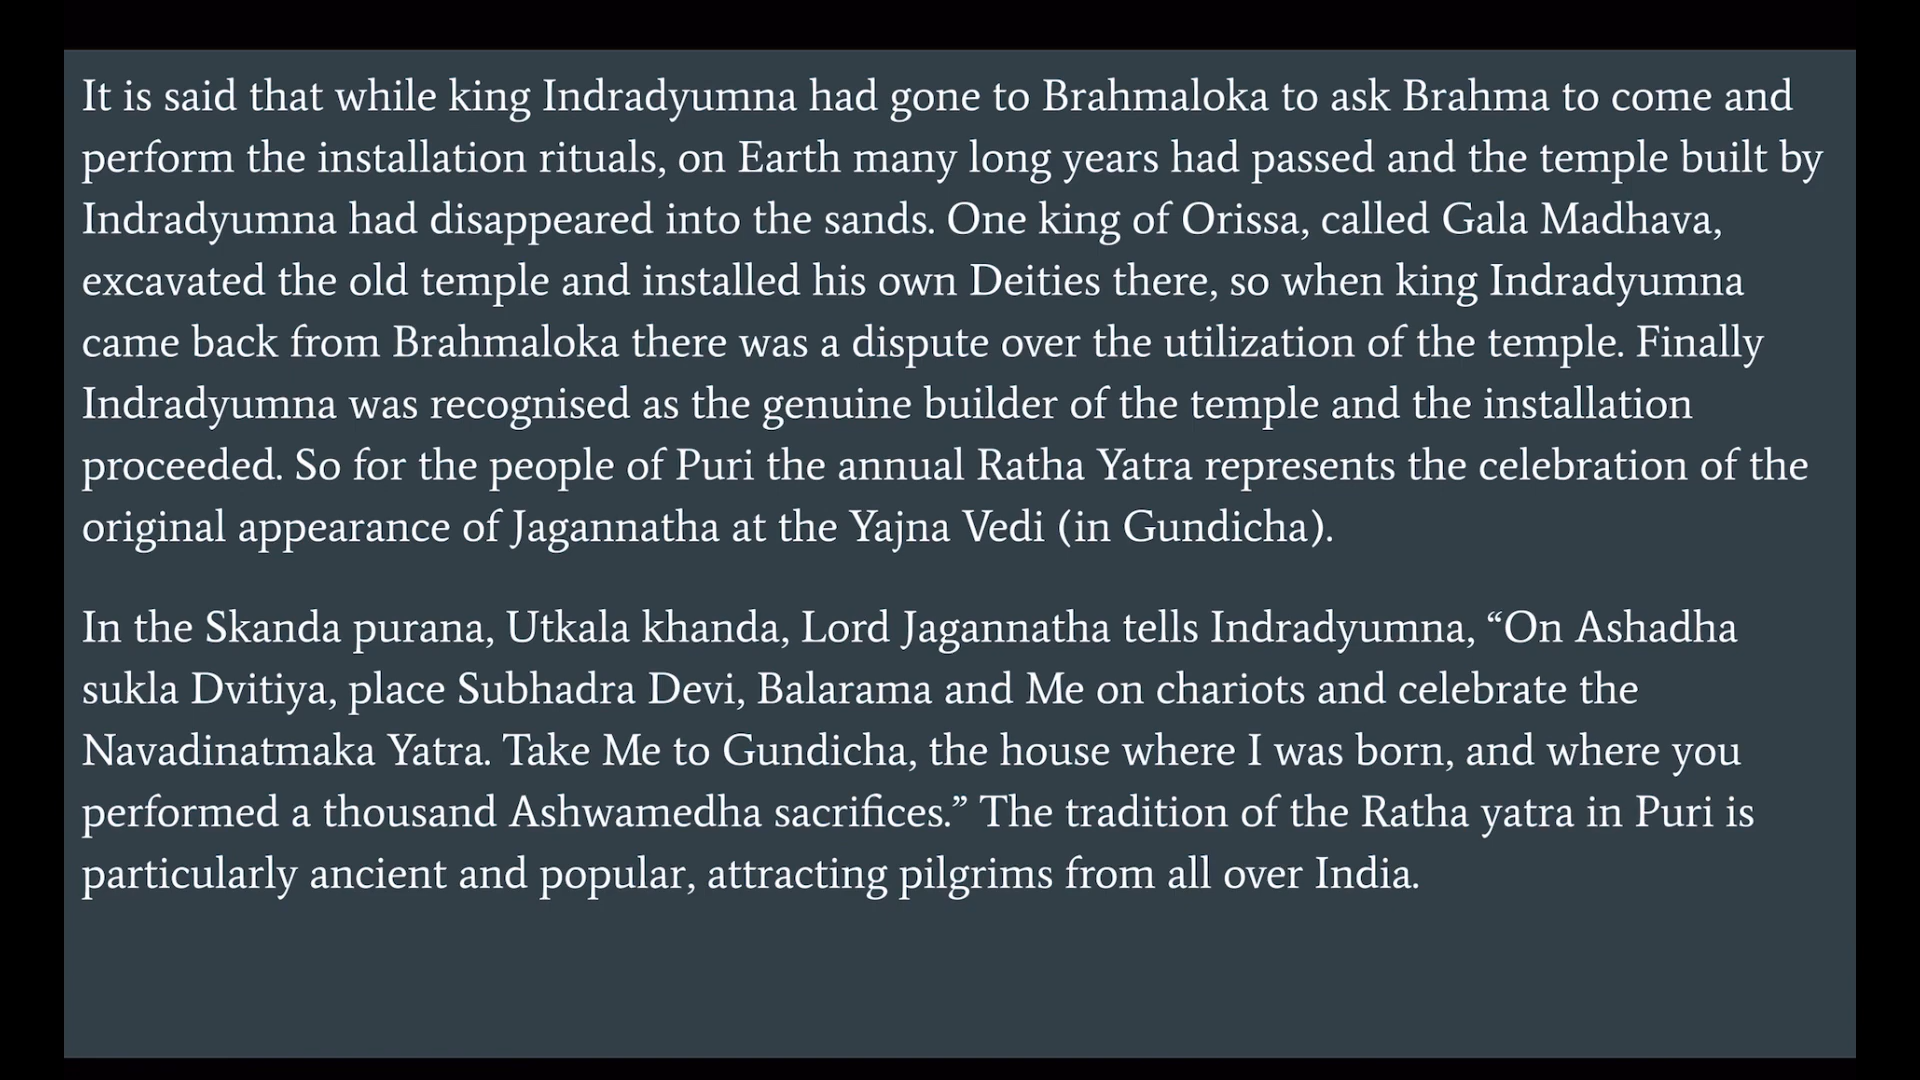 It is said that while king Indradyumna had gone to Brahmaloka to ask Brahma to come and
perform the installation rituals, on Earth many long years had passed and the temple built by
Indradyumna had disappeared into the sands. One king of Orissa, called Gala Madhava,
excavated the old temple and installed his own Deities there, so when king Indradyumna
came back from Brahmaloka there was a dispute over the utilization of the temple. Finally
Indradyumna was recognised as the genuine builder of the temple and the installation
proceeded. So for the people of Puri the annual Ratha Yatra represents the celebration of the
original appearance of Jagannatha at the Yajna Vedi (in Gundicha).
In the Skanda purana, Utkala khanda, Lord Jagannatha tells Indradyumna, “On Ashadha
sukla Dvitiya, place Subhadra Devi, Balarama and Me on chariots and celebrate the
Navadinatmaka Yatra. Take Me to Gundicha, the house where I was born, and where you
performed a thousand Ashwamedha sacrifices.” The tradition of the Ratha yatra in Puri is
particularly ancient and popular, attracting pilgrims from all over India.